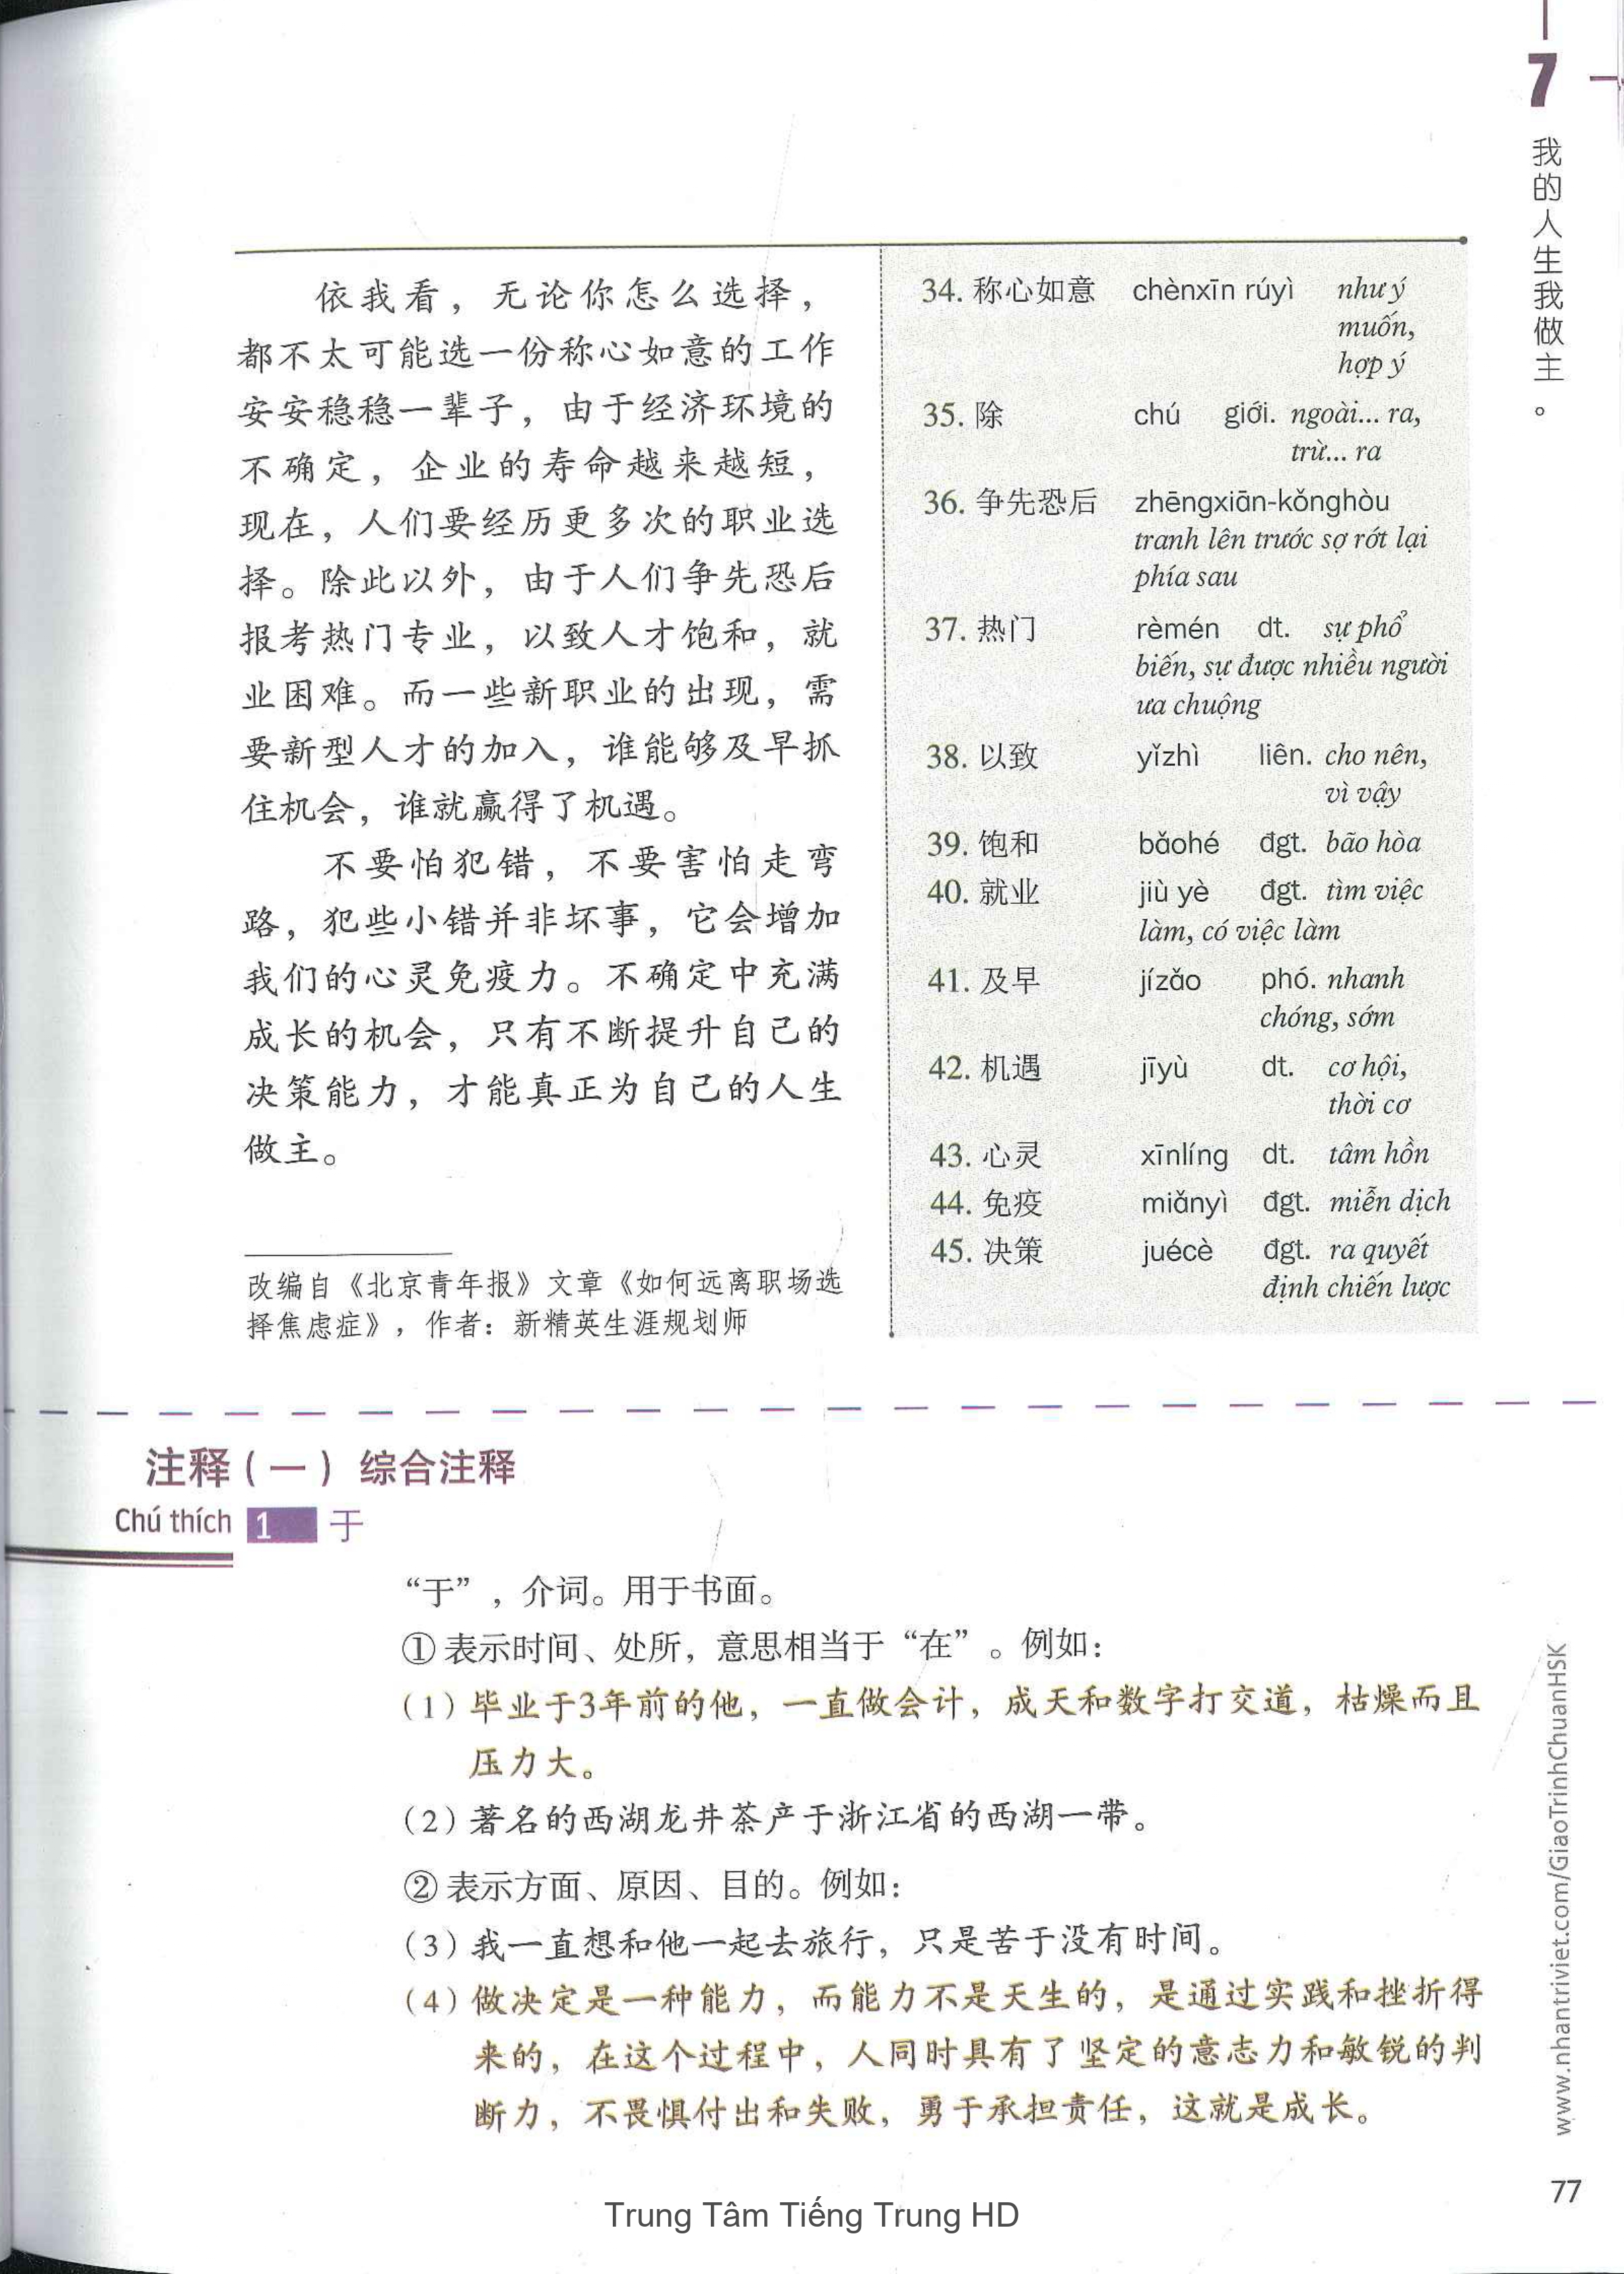 7
我的人生我做主。
依我看，无论你怎么选择，
都不太可能选一份称心如意的工作
安安稳稳一辈子，由于经济环境的
不确定，企业的寿命越来越短，
现在，人们要经历更多次的职业选
择。除此以外，由于人们争先恐后
报考热门专业，以致人才饱和，就
业困难。而一些新职业的出现，需
要新型人才的加入，谁能够及早抓
住机会，谁就赢得了机遇。
不要怕犯错，不要害怕走弯
路，犯些小错并非坏事，它会增加
我们的心灵免疫力。不确定中充满
成长的机会，只有不断提升自己的
决策能力，才能真正为自己的人生
做主。
改编自《北京青年报》文章《如何远离职场选
择焦虑症》，作者：新精英生涯规划师
34. 称心如意 chènxīn rúyì như ý
muốn,
hợp ý
35. 除 chú giới. ngoài... ra,
trừ... ra
36. 争先恐后 zhēngxiān-kǒnghòu
tranh lên trước sợ rớt lại
phía sau
37. 热门 rèmén dt. sự phổ
biến, sự được nhiều người
ưa chuộng
38. 以致 yǐzhì liên. cho nên,
vì vậy
39. 饱和 bǎohé đgt. bão hòa
40. 就业 jiù yè đgt. tìm việc
làm, có việc làm
41. 及早 jízǎo phó. nhanh
chóng, sớm
42. 机遇 jīyù dt. cơ hội,
thời cơ
43. 心灵 xīnlíng dt. tâm hồn
44. 免疫 miǎnyì đgt. miễn dịch
45. 决策 juécè đgt. ra quyết
định chiến lược
注释（一）综合注释
Chú thích 1 于
“于”，介词。用于书面。
① 表示时间、处所，意思相当于“在”。例如：
（1）毕业于3年前的他，一直做会计，成天和数字打交道，枯燥而且
压力大。
（2）著名的西湖龙井茶产于浙江省的西湖一带。
② 表示方面、原因、目的。例如：
（3）我一直想和他一起去旅行，只是苦于没有时间。
（4）做决定是一种能力，而能力不是天生的，是通过实践和挫折得
来的，在这个过程中，人同时具有了坚定的意志力和敏锐的判
断力，不畏惧付出和失败，勇于承担责任，这就是成长。
www.nhantriviet.com/GiaoTrinhChuanHSK
77
Trung Tâm Tiếng Trung HD